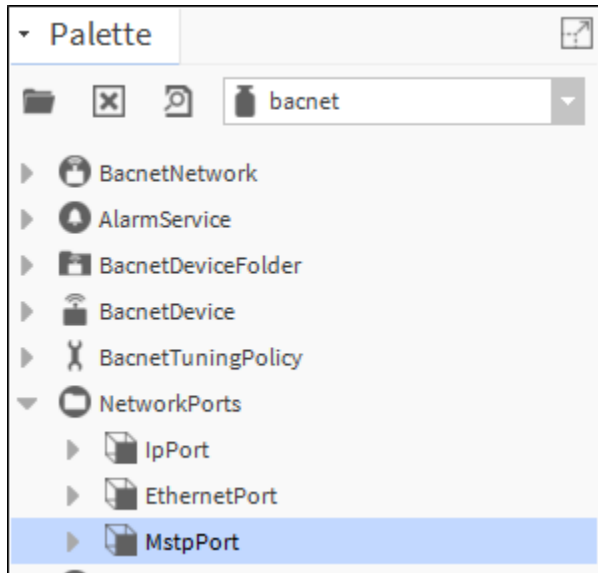 Palette
bacnet
BacnetNetwork
AlarmService
BacnetDeviceFolder
BacnetDevice
BacnetTuningPolicy
NetworkPorts
IpPort
EthernetPort
MstpPort